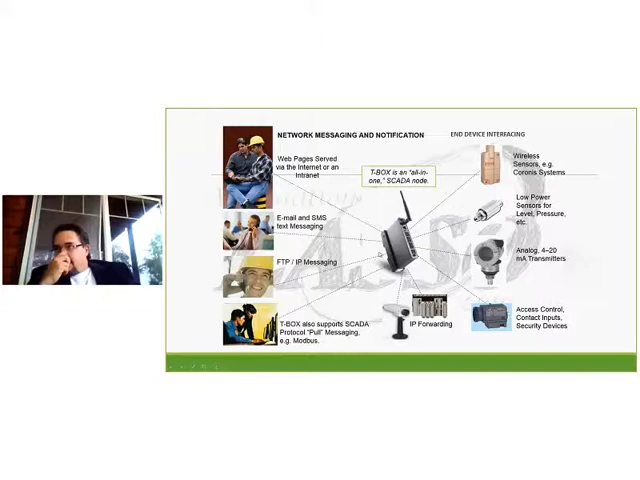 NETWORK MESSAGING AND NOTIFICATION
END DEVICE INTERFACING
Web Pages Served
via the Internet or an
Intranet
T-BOX is an "all-in-
one," SCADA node.
Wireless
Sensors, e.g.
Coronis Systems
E-mail and SMS
text Messaging
Low Power
Sensors for
Level, Pressure,
etc.
FTP / IP Messaging
Analog, 4–20
mA Transmitters
T-BOX also supports SCADA
Protocol "Pull" Messaging,
e.g. Modbus.
IP Forwarding
Access Control,
Contact Inputs,
Security Devices